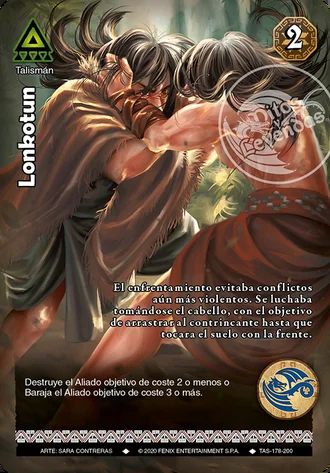 2
Talismán
Lonkotun
Mitos
Leyendas
El enfrentamiento evitaba conflictos
aún más violentos. Se luchaba
tomándose el cabello, con el objetivo
de arrastrar al contrincante hasta que
tocara el suelo con la frente.
Destruye el Aliado objetivo de coste 2 o menos o
Baraja el Aliado objetivo de coste 3 o más.
ARTE: SARA CONTRERAS
© 2020 FENIX ENTERTAINMENT S.P.A.
TAS-178-200